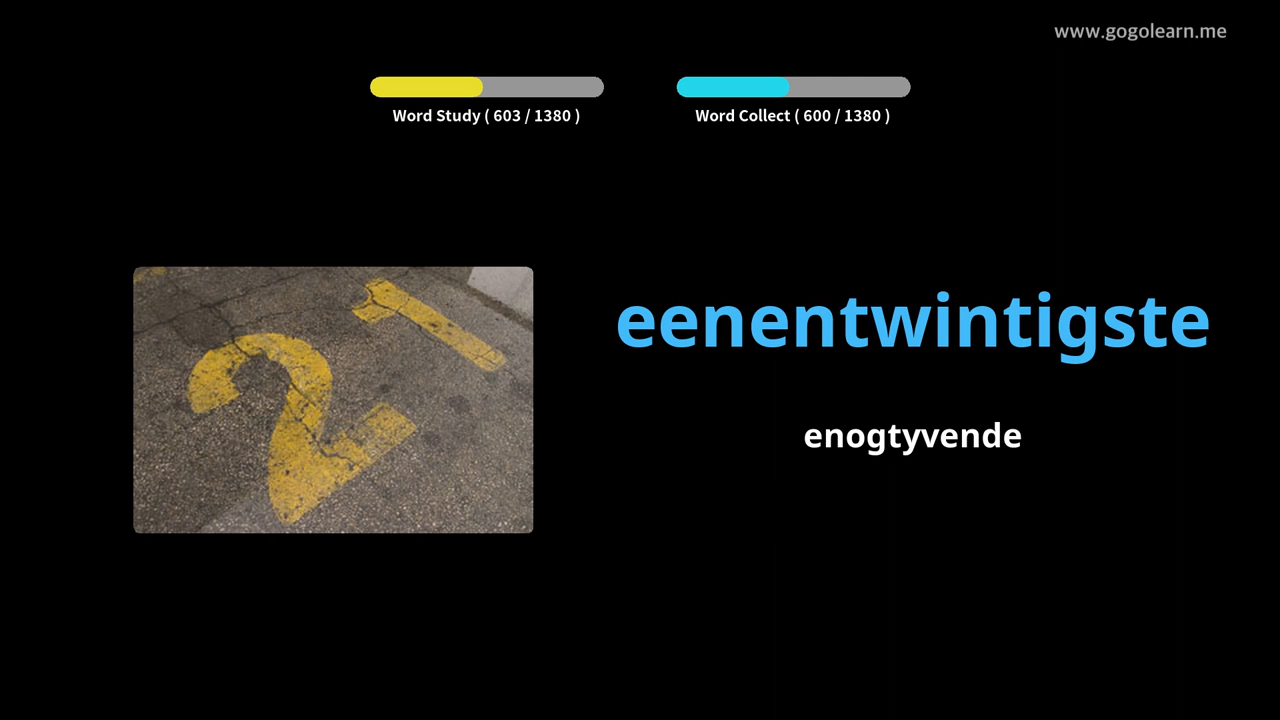 www.gogolearn.me
Word Study ( 603 / 1380 )
Word Collect ( 600 / 1380 )
21
eenentwintigste
enogtyvende